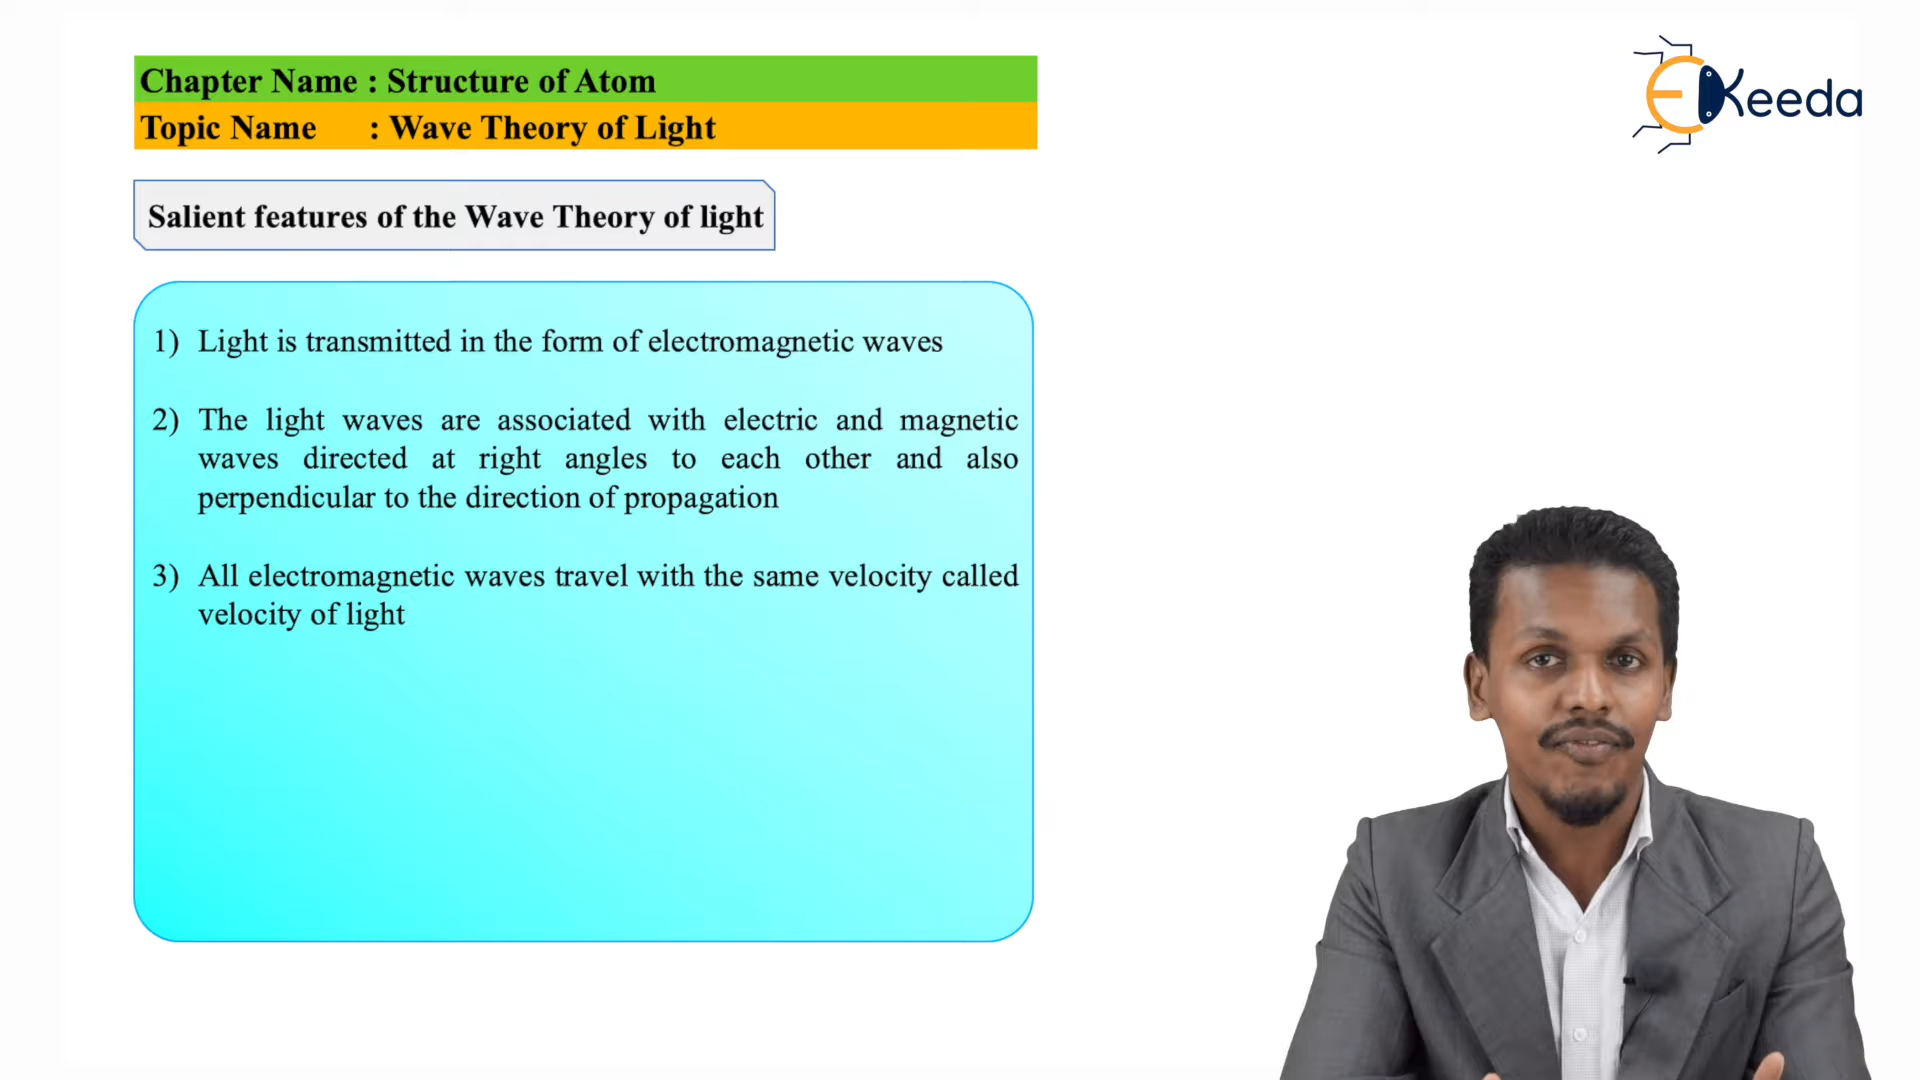 Chapter Name : Structure of Atom
Topic Name : Wave Theory of Light
EKeeda
Salient features of the Wave Theory of light
1) Light is transmitted in the form of electromagnetic waves
2) The light waves are associated with electric and magnetic
waves directed at right angles to each other and also
perpendicular to the direction of propagation
3) All electromagnetic waves travel with the same velocity called
velocity of light